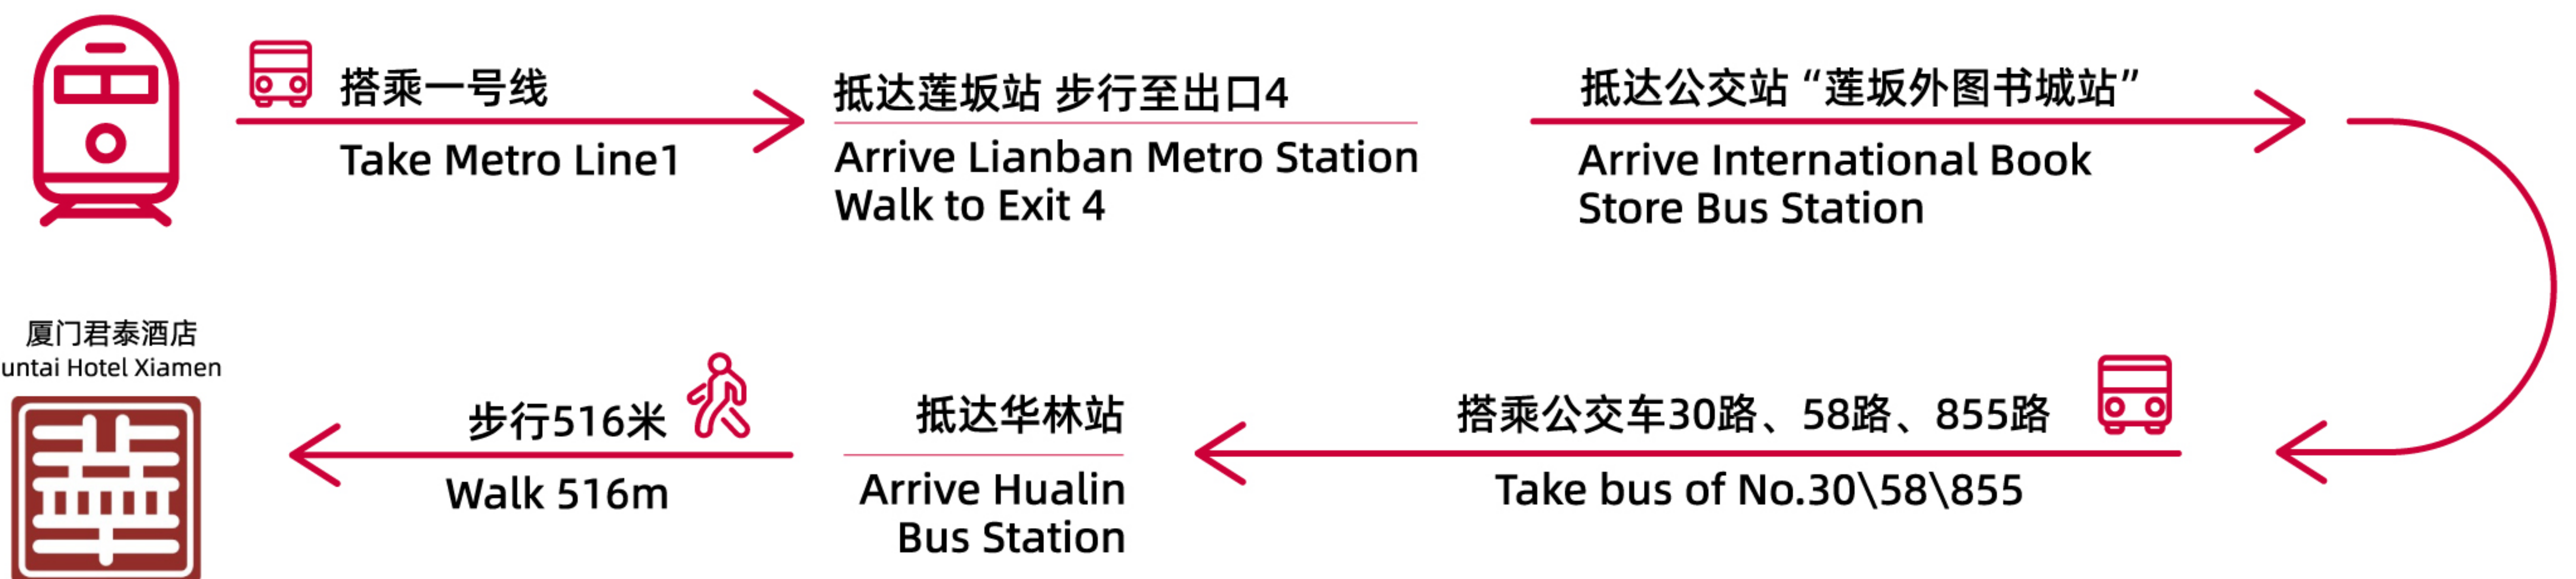 搭乘一号线
Take Metro Line1
抵达莲坂站 步行至出口4
Arrive Lianban Metro Station
Walk to Exit 4
抵达公交站 “莲坂外图书城站”
Arrive International Book
Store Bus Station
搭乘公交车30路、58路、855路
Take bus of No.30\58\855
抵达华林站
Arrive Hualin
Bus Station
步行516米
Walk 516m
厦门君泰酒店
untai Hotel Xiamen